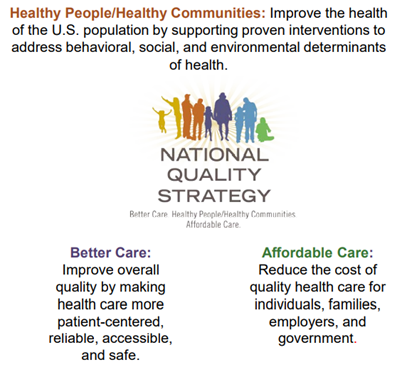 Healthy People/Healthy Communities: Improve the health
of the U.S. population by supporting proven interventions to
address behavioral, social, and environmental determinants
of health.
NATIONAL
QUALITY
STRATEGY
Better Care. Healthy People/Healthy Communities.
Affordable Care.
Better Care:
Improve overall
quality by making
health care more
patient-centered,
reliable, accessible,
and safe.
Affordable Care:
Reduce the cost of
quality health care for
individuals, families,
employers, and
government.